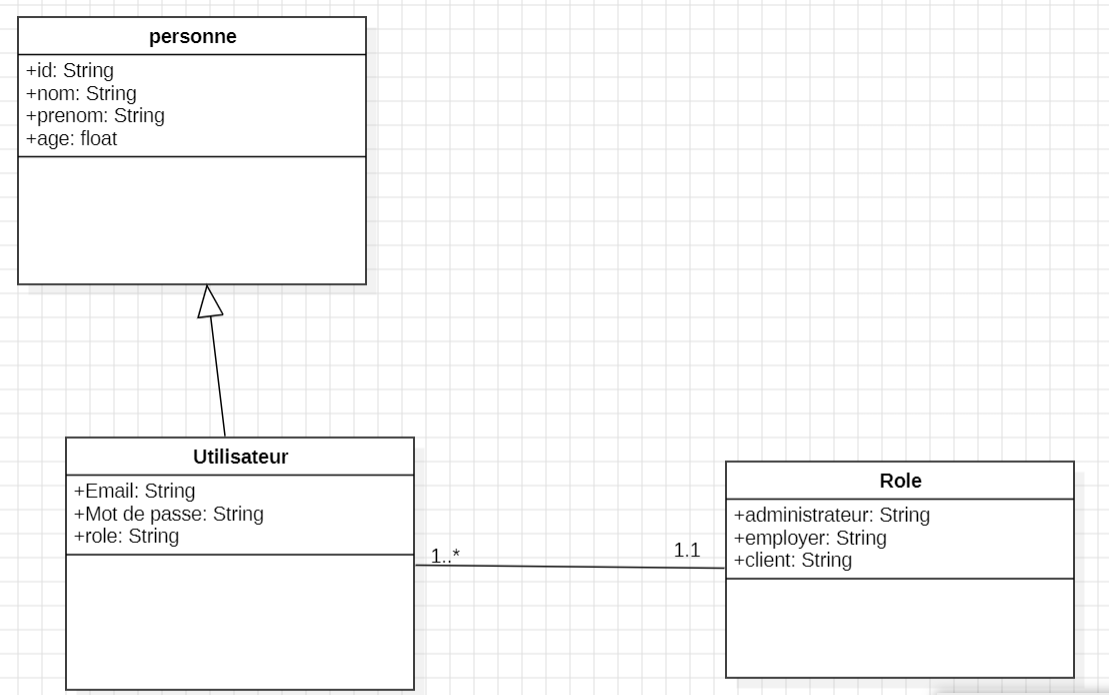 personne
+id: String
+nom: String
+prenom: String
+age: float
Utilisateur
+Email: String
+Mot de passe: String
+role: String
1..*
1.1
Role
+administrateur: String
+employer: String
+client: String